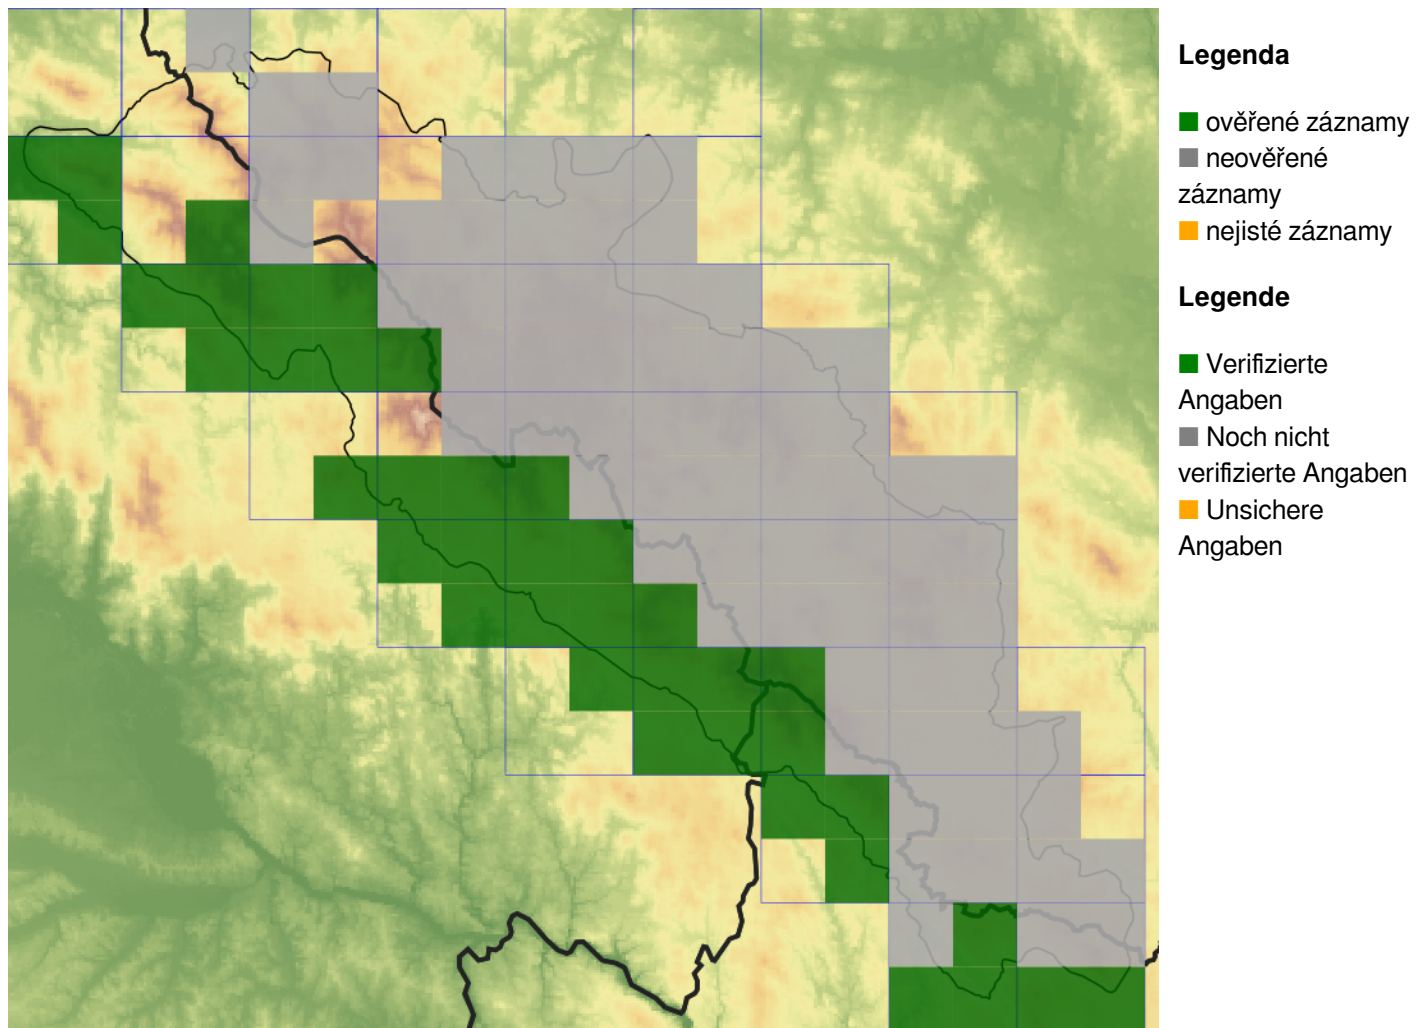 Legenda
ověřené záznamy
neověřené
záznamy
nejisté záznamy
Legende
Verifizierte
Angaben
Noch nicht
verifizierte Angaben
Unsichere
Angaben